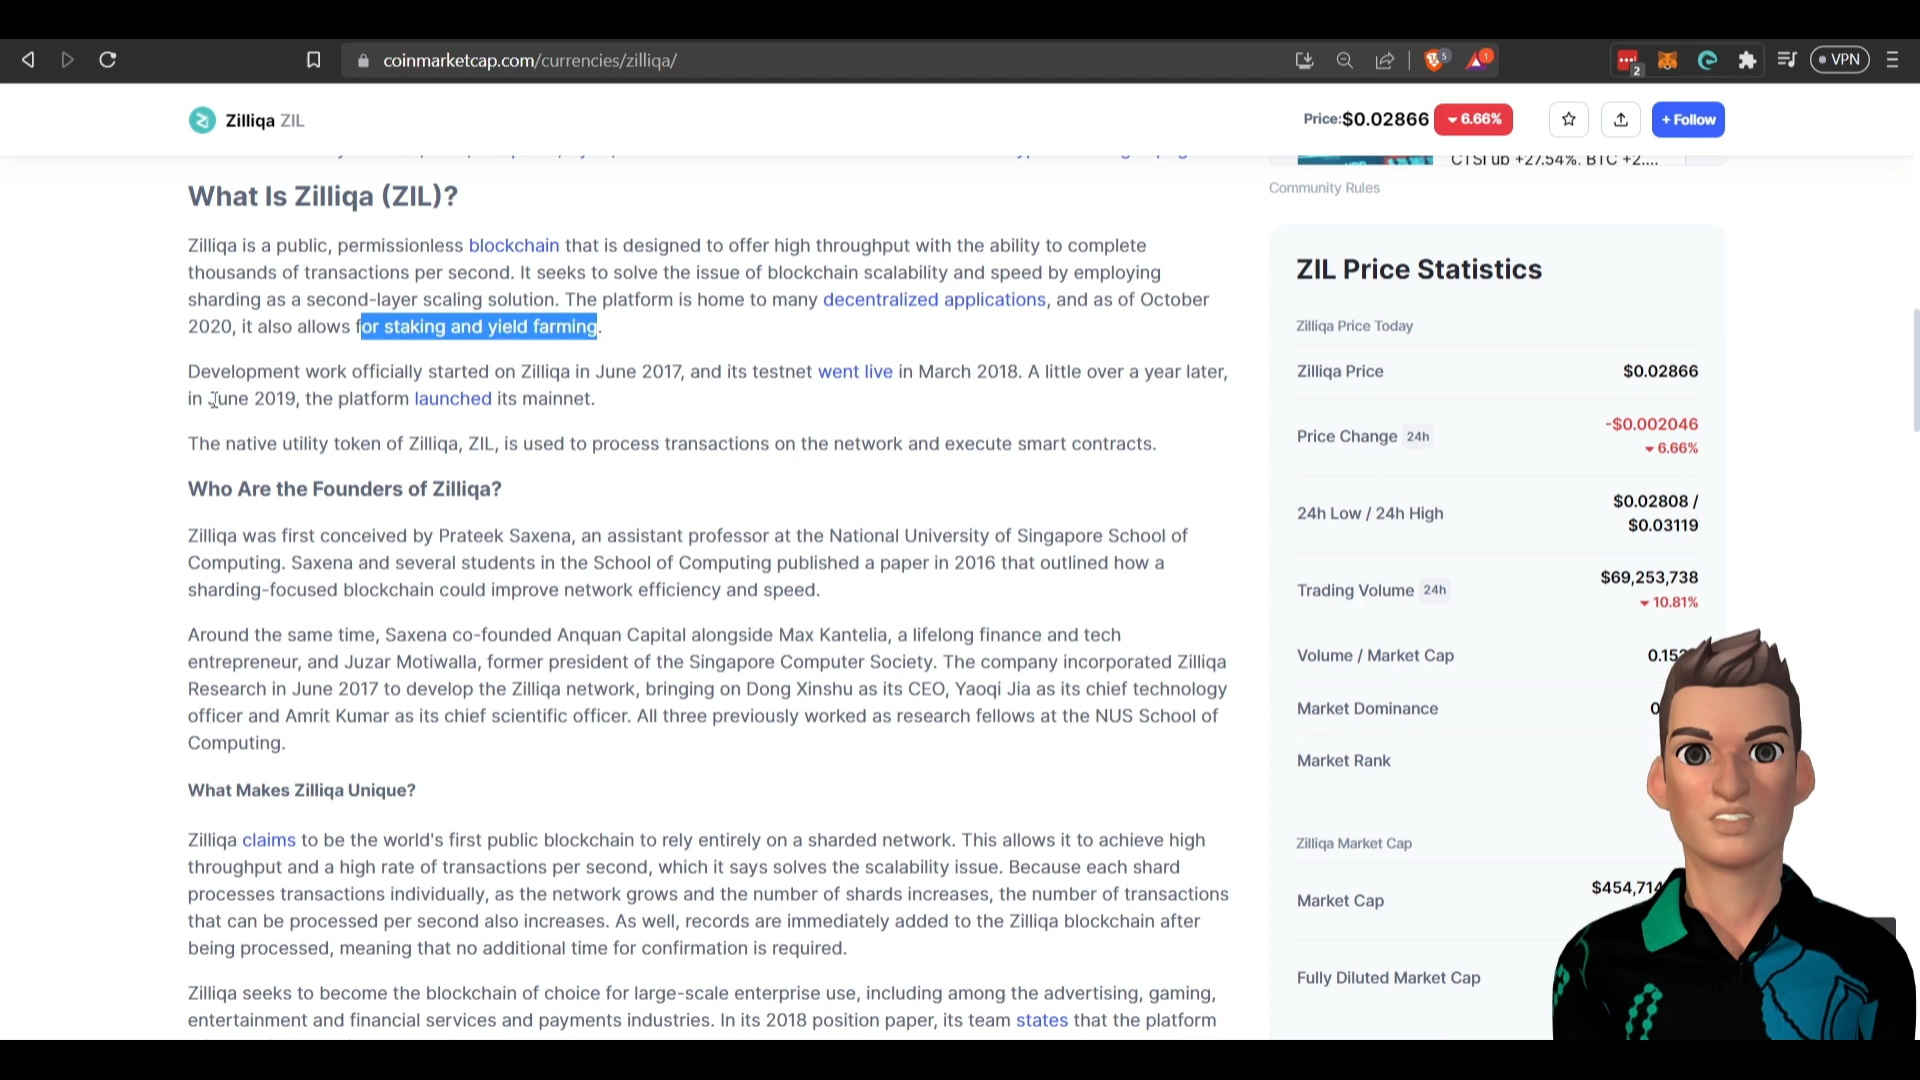 coinmarketcap.com/currencies/zilliqa/
5
1
2
VPN
Zilliqa ZIL
Price:$0.02866
6.66%
+ Follow
CTSI up +27.54%. BTC +2....
Community Rules
What Is Zilliqa (ZIL)?
Zilliqa is a public, permissionless blockchain that is designed to offer high throughput with the ability to complete
thousands of transactions per second. It seeks to solve the issue of blockchain scalability and speed by employing
sharding as a second-layer scaling solution. The platform is home to many decentralized applications, and as of October
2020, it also allows for staking and yield farming.
Development work officially started on Zilliqa in June 2017, and its testnet went live in March 2018. A little over a year later,
in June 2019, the platform launched its mainnet.
The native utility token of Zilliqa, ZIL, is used to process transactions on the network and execute smart contracts.
Who Are the Founders of Zilliqa?
Zilliqa was first conceived by Prateek Saxena, an assistant professor at the National University of Singapore School of
Computing. Saxena and several students in the School of Computing published a paper in 2016 that outlined how a
sharding-focused blockchain could improve network efficiency and speed.
Around the same time, Saxena co-founded Anquan Capital alongside Max Kantelia, a lifelong finance and tech
entrepreneur, and Juzar Motiwalla, former president of the Singapore Computer Society. The company incorporated Zilliqa
Research in June 2017 to develop the Zilliqa network, bringing on Dong Xinshu as its CEO, Yaoqi Jia as its chief technology
officer and Amrit Kumar as its chief scientific officer. All three previously worked as research fellows at the NUS School of
Computing.
What Makes Zilliqa Unique?
Zilliqa claims to be the world's first public blockchain to rely entirely on a sharded network. This allows it to achieve high
throughput and a high rate of transactions per second, which it says solves the scalability issue. Because each shard
processes transactions individually, as the network grows and the number of shards increases, the number of transactions
that can be processed per second also increases. As well, records are immediately added to the Zilliqa blockchain after
being processed, meaning that no additional time for confirmation is required.
Zilliqa seeks to become the blockchain of choice for large-scale enterprise use, including among the advertising, gaming,
entertainment and financial services and payments industries. In its 2018 position paper, its team states that the platform
ZIL Price Statistics
Zilliqa Price Today
Zilliqa Price $0.02866
Price Change 24h -$0.002046
6.66%
24h Low / 24h High $0.02808 /
$0.03119
Trading Volume 24h $69,253,738
10.81%
Volume / Market Cap 0.15
Market Dominance 0
Market Rank
Zilliqa Market Cap
Market Cap $454,714
Fully Diluted Market Cap